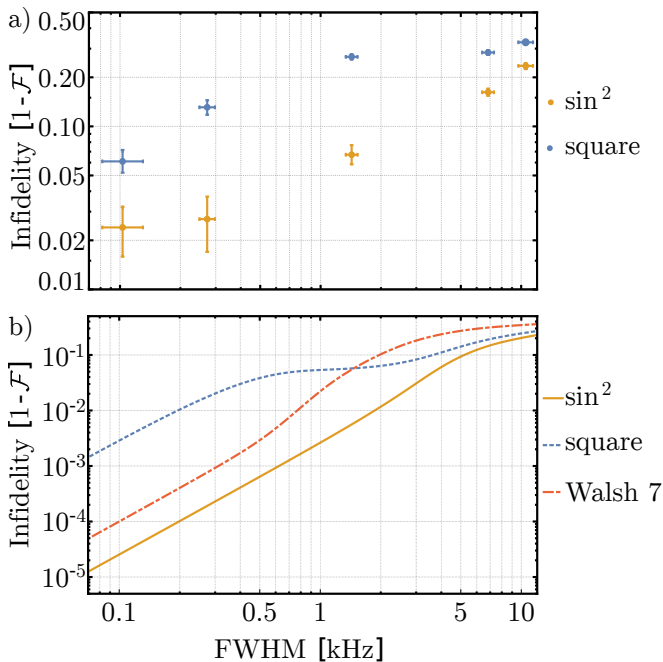 a)
Infidelity [1-𝓕]
0.50
0.20
0.10
0.05
0.02
0.01
sin²
square
b)
Infidelity [1-𝓕]
10⁻¹
10⁻²
10⁻³
10⁻⁴
10⁻⁵
0.1 0.5 1 5 10
FWHM [kHz]
sin²
square
Walsh 7